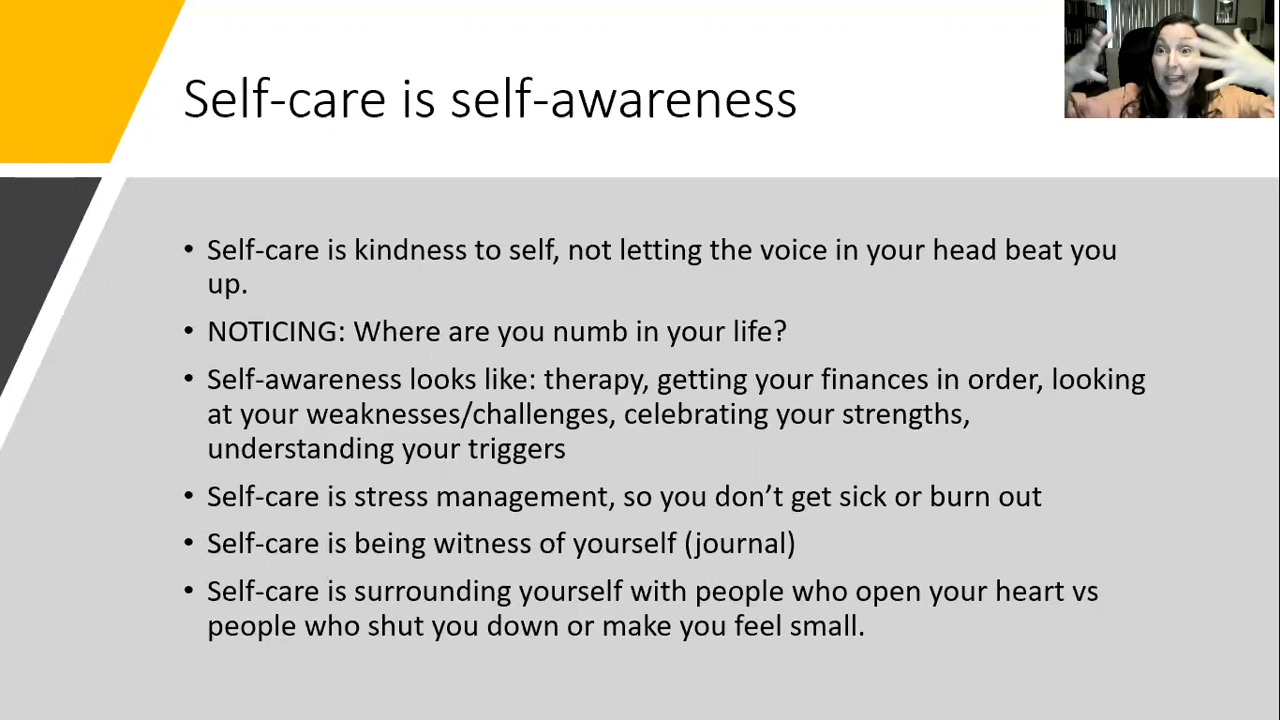 Self-care is self-awareness
• Self-care is kindness to self, not letting the voice in your head beat you
up.
• NOTICING: Where are you numb in your life?
• Self-awareness looks like: therapy, getting your finances in order, looking
at your weaknesses/challenges, celebrating your strengths,
understanding your triggers
• Self-care is stress management, so you don’t get sick or burn out
• Self-care is being witness of yourself (journal)
• Self-care is surrounding yourself with people who open your heart vs
people who shut you down or make you feel small.